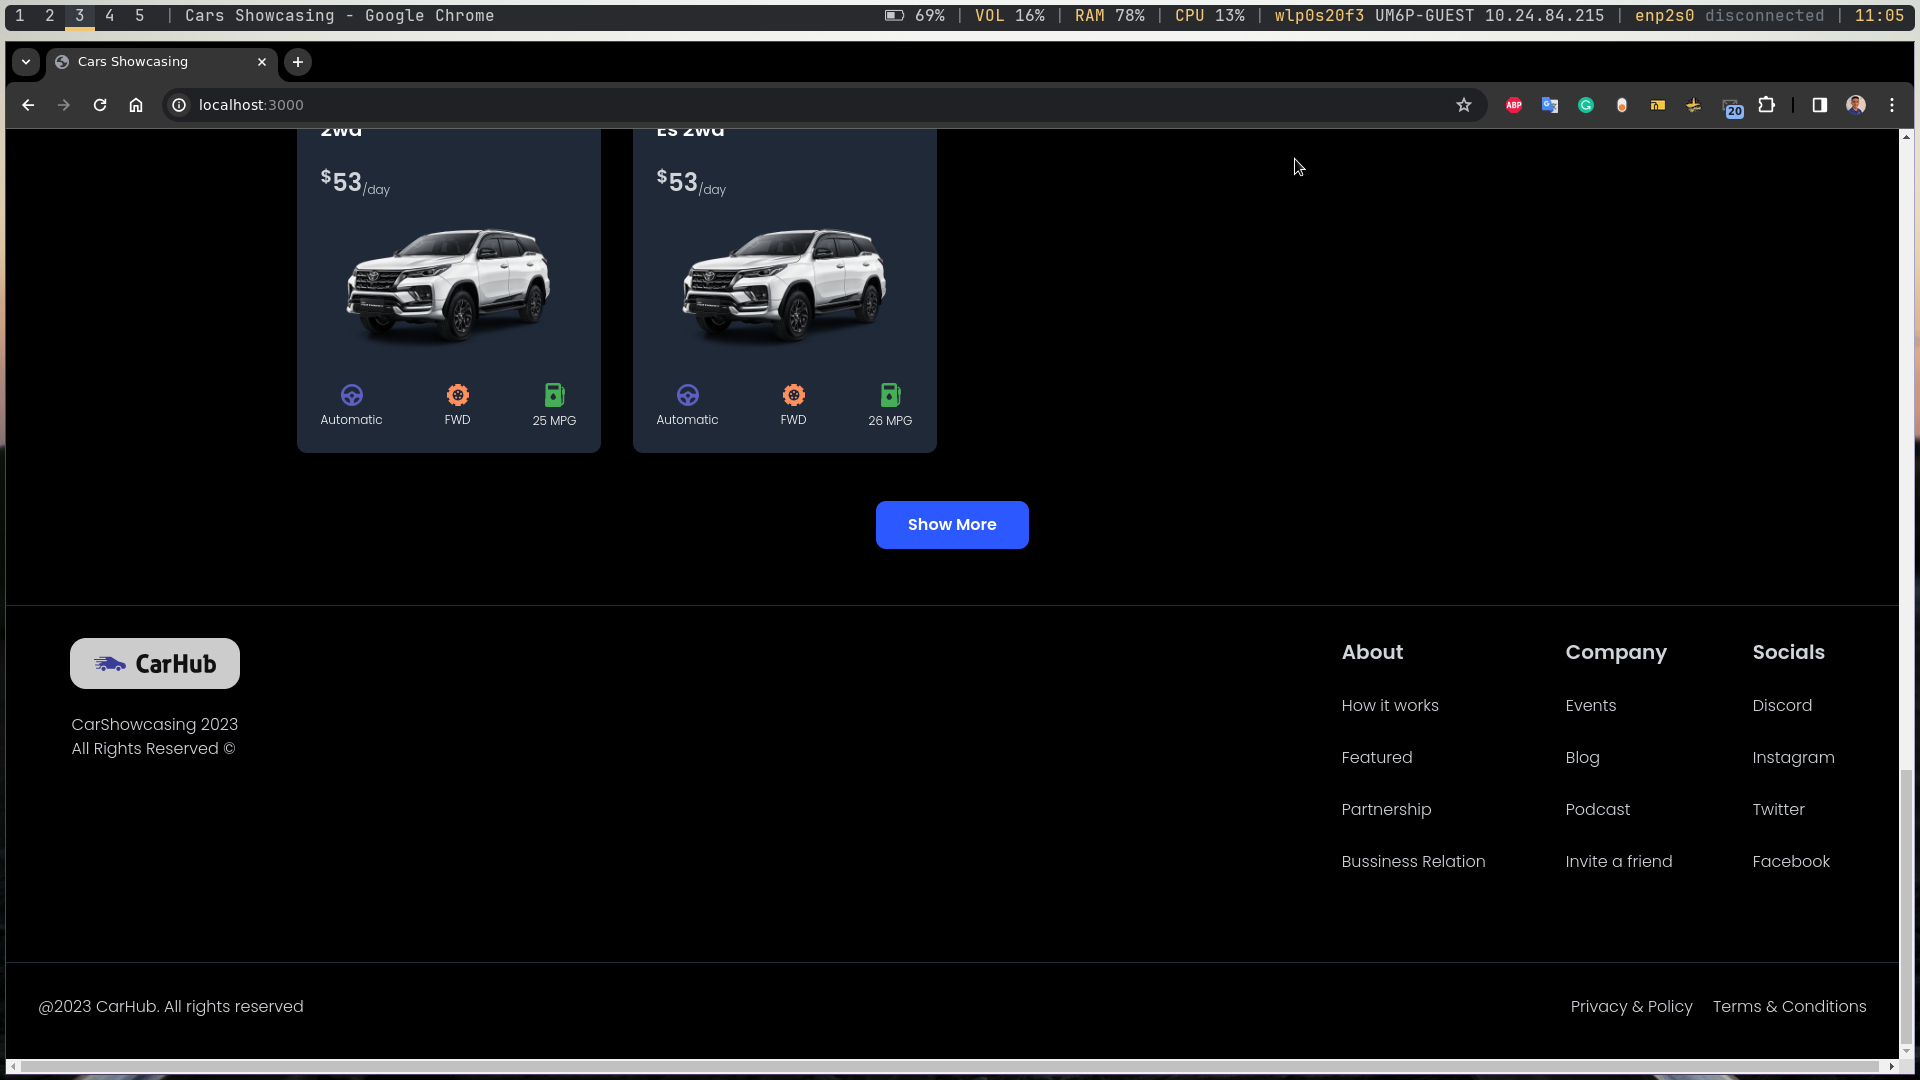 1 2 3 4 5 | Cars Showcasing - Google Chrome 69% | VOL 16% | RAM 78% | CPU 13% | wlp0s20f3 UM6P-GUEST 10.24.84.215 | enp2s0 disconnected | 11:05
Cars Showcasing
localhost:3000
ABP
20
2wd
Es 2wd
$53/day
$53/day
Automatic FWD 25 MPG
Automatic FWD 26 MPG
Show More
CarHub
CarShowcasing 2023
All Rights Reserved ©
About
How it works
Featured
Partnership
Bussiness Relation
Company
Events
Blog
Podcast
Invite a friend
Socials
Discord
Instagram
Twitter
Facebook
@2023 CarHub. All rights reserved
Privacy & Policy Terms & Conditions